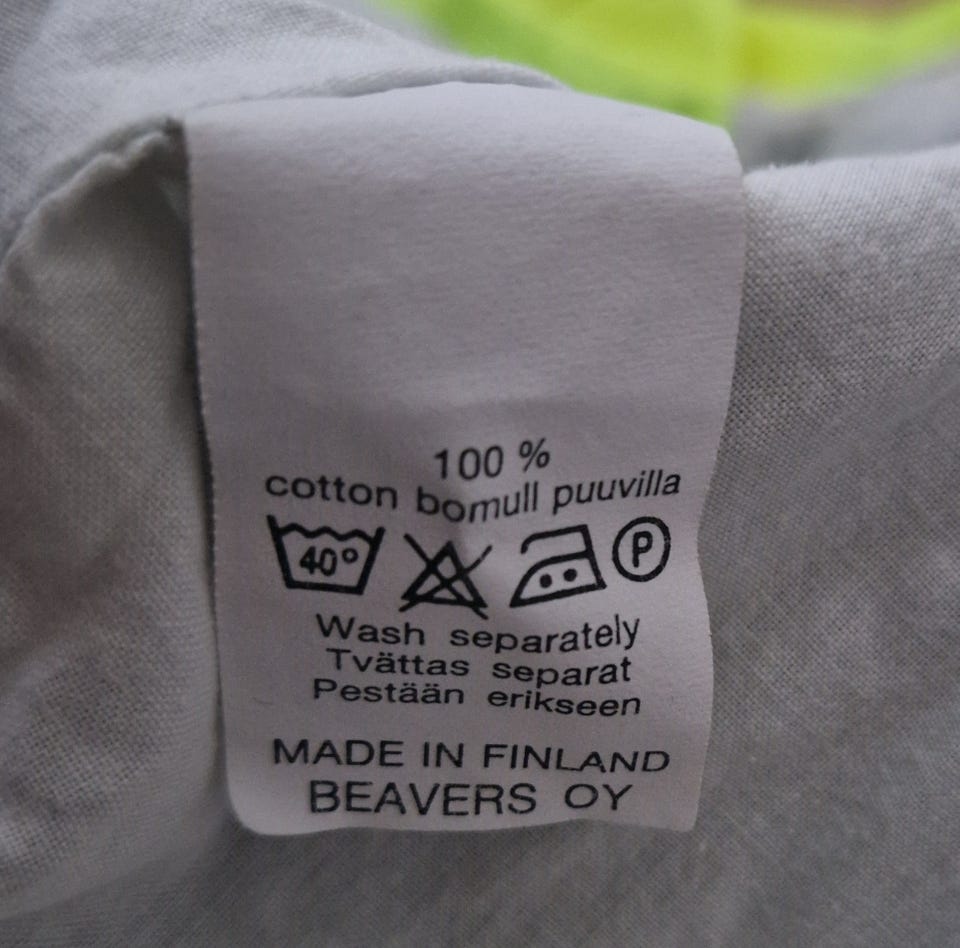 100 %
cotton bomull puuvilla
40° P
Wash separately
Tvättas separat
Pestään erikseen
MADE IN FINLAND
BEAVERS OY